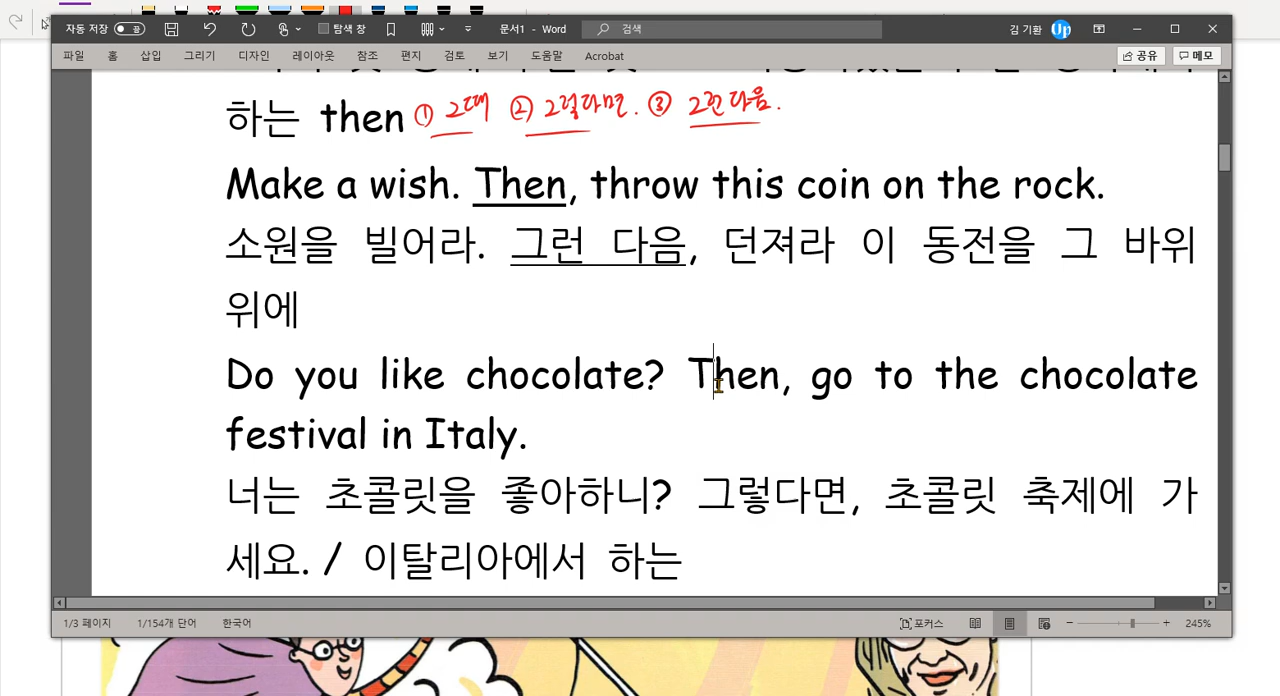 자동 저장 끔 탐색 창 문서1 - Word 검색 김 기환 Up
파일 홈 삽입 그리기 디자인 레이아웃 참조 편지 검토 보기 도움말 Acrobat 공유 메모
하는 then ① 그때 ② 그렇다면. ③ 그런 다음.
Make a wish. Then, throw this coin on the rock.
소원을 빌어라. 그런 다음, 던져라 이 동전을 그 바위
위에
Do you like chocolate? Then, go to the chocolate
festival in Italy.
너는 초콜릿을 좋아하니? 그렇다면, 초콜릿 축제에 가
세요. / 이탈리아에서 하는
1/3 페이지 1/154개 단어 한국어 포커스 245%